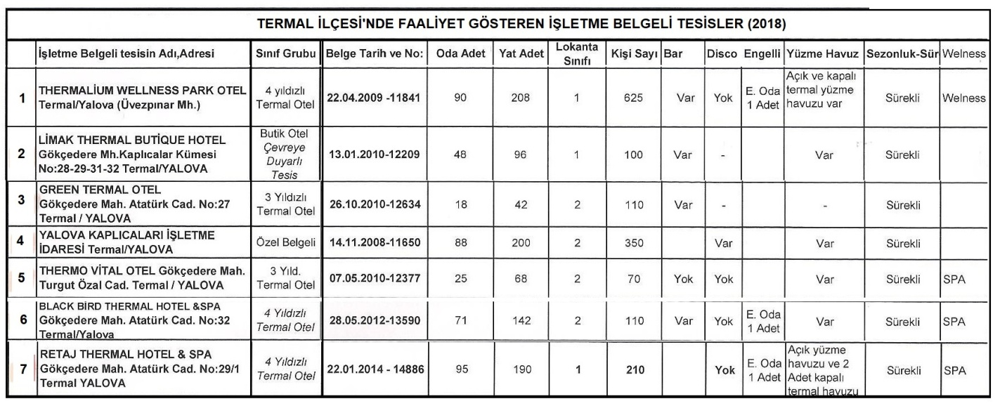 TERMAL İLÇESİ'NDE FAALİYET GÖSTEREN İŞLETME BELGELİ TESİSLER (2018)
İşletme Belgeli tesisin Adı,Adresi Sınıf Grubu Belge Tarih ve No: Oda Adet Yat Adet Lokanta Sınıfı Kişi Sayı Bar Disco Engelli Yüzme Havuz Sezonluk-Sür Welness
1 THERMALİUM WELLNESS PARK OTEL 4 yıldızlı 22.04.2009 -11841 90 208 1 625 Var Yok E. Oda Açık ve kapalı Sürekli Welness
Termal/Yalova (Üvezpınar Mh.) Termal Otel 1 Adet termal yüzme
havuzu var
2 LİMAK THERMAL BUTİQUE HOTEL Butik Otel 13.01.2010-12209 48 96 1 100 Var - Var Sürekli
Gökçedere Mh.Kaplıcalar Kümesi Çevreye
No:28-29-31-32 Termal/YALOVA Duyarlı
Tesis
3 GREEN TERMAL OTEL 3 Yıldızlı 26.10.2010-12634 18 42 2 110 Var - - Sürekli
Gökçedere Mah. Atatürk Cad. No:27 Termal Otel
Termal / YALOVA
4 YALOVA KAPLICALARI İŞLETME Özel Belgeli 14.11.2008-11650 88 200 2 350 Var Var Sürekli
İDARESİ Termal/YALOVA
5 THERMO VİTAL OTEL Gökçedere Mah. 3 Yıld. 07.05.2010-12377 25 68 2 70 Yok Yok Var Sürekli SPA
Turgut Özal Cad. Termal / YALOVA Termal Otel
6 BLACK BİRD THERMAL HOTEL &SPA 4 Yıldızlı 28.05.2012-13590 71 142 2 110 Var Yok E. Oda Var Sürekli SPA
Gökçedere Mah. Atatürk Cad. No:32 Termal Otel 1 Adet
Termal/Yalova
7 RETAJ THERMAL HOTEL & SPA 4 Yıldızlı 22.01.2014 - 14886 95 190 1 210 Yok E. Oda Açık yüzme Sürekli SPA
Gökçedere Mah. Atatürk Cad. No:29/1 Termal Otel 1 Adet havuzu ve 2
Termal YALOVA Adet kapalı
termal havuzu